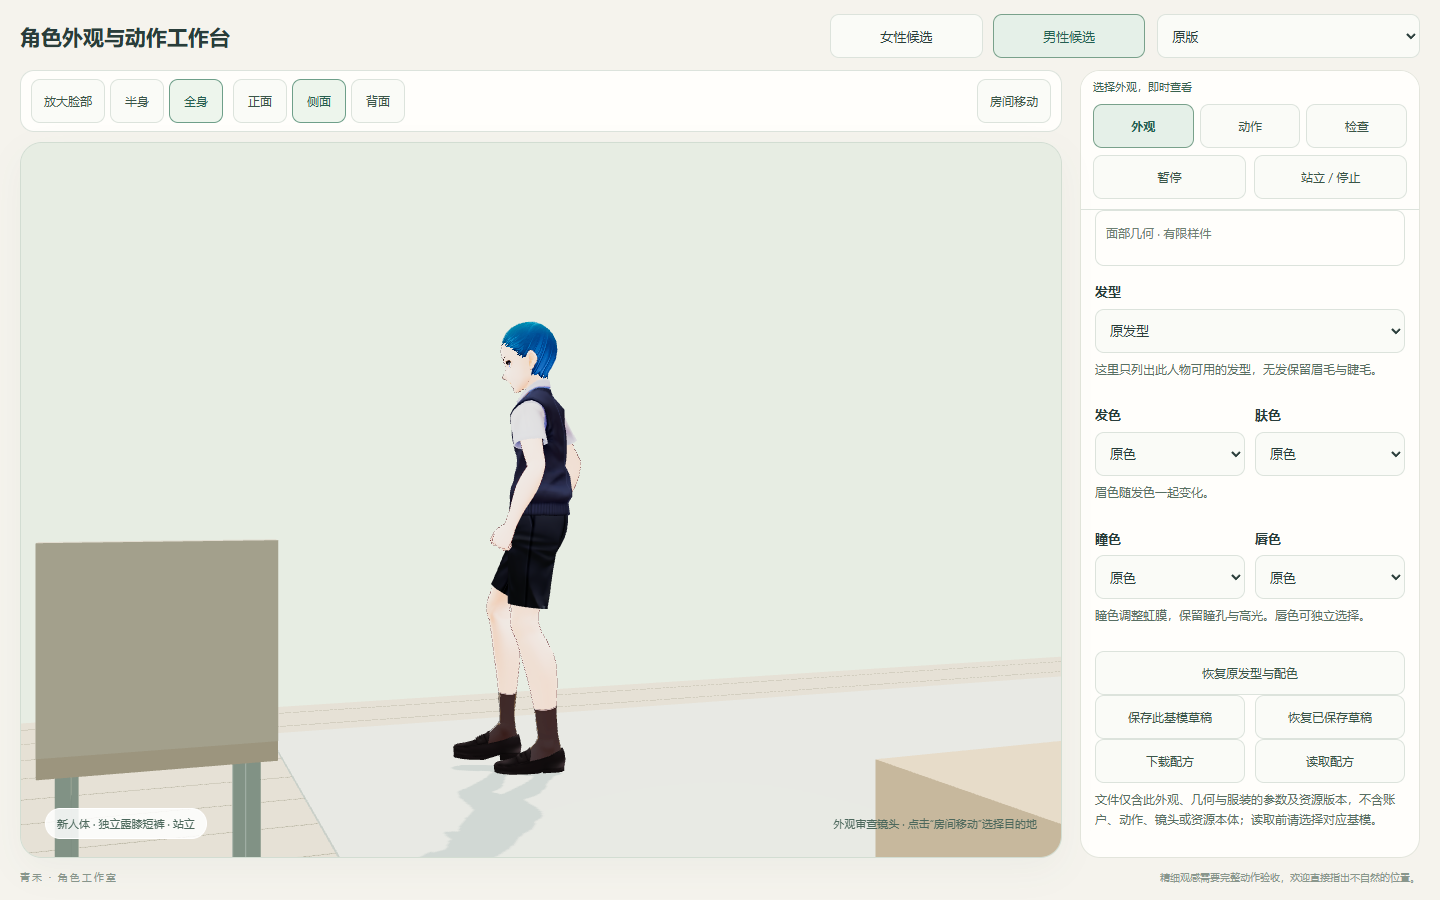 角色外观与动作工作台
女性候选
男性候选
原版
放大脸部
半身
全身
正面
侧面
背面
房间移动
选择外观，即时查看
外观
动作
检查
暂停
站立 / 停止
面部几何 · 有限样件
发型
原发型
这里只列出此人物可用的发型，无发保留眉毛与睫毛。
发色
肤色
原色
原色
眉色随发色一起变化。
瞳色
唇色
原色
原色
瞳色调整虹膜，保留瞳孔与高光。唇色可独立选择。
恢复原发型与配色
保存此基模草稿
恢复已保存草稿
下载配方
读取配方
文件仅含此外观、几何与服装的参数及资源版本，不含账
户、动作、镜头或资源本体；读取前请选择对应基模。
新人体 · 独立露膝短裤 · 站立
外观审查镜头 · 点击"房间移动"选择目的地
青禾 · 角色工作室
精细观感需要完整动作验收，欢迎直接指出不自然的位置。